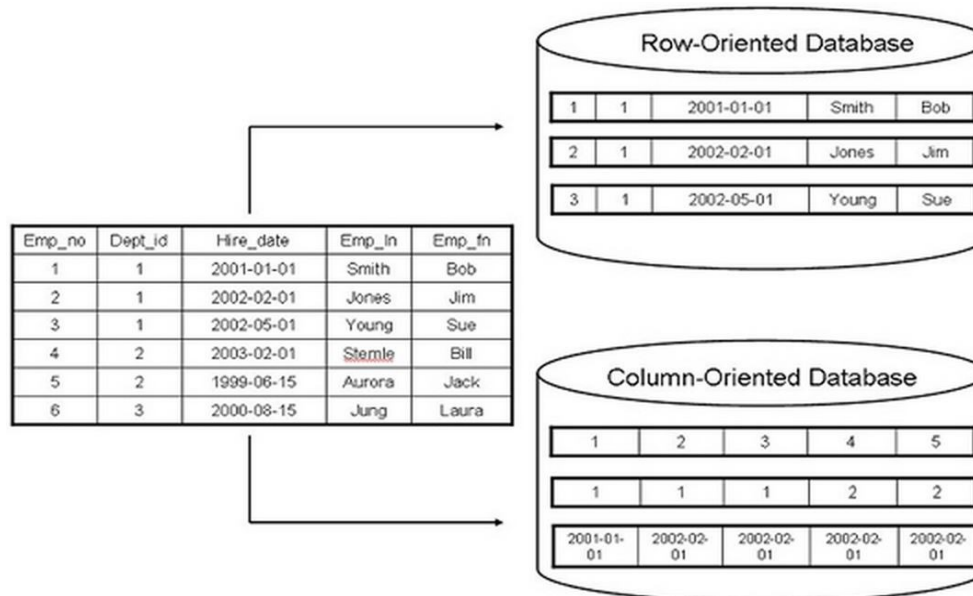 Row-Oriented Database
1 1 2001-01-01 Smith Bob
2 1 2002-02-01 Jones Jim
3 1 2002-05-01 Young Sue
Emp_no Dept_id Hire_date Emp_ln Emp_fn
1 1 2001-01-01 Smith Bob
2 1 2002-02-01 Jones Jim
3 1 2002-05-01 Young Sue
4 2 2003-02-01 Stemle Bill
5 2 1999-06-15 Aurora Jack
6 3 2000-08-15 Jung Laura
Column-Oriented Database
1 2 3 4 5
1 1 1 2 2
2001-01- 2002-02- 2002-02- 2002-02- 2002-02-
01 01 01 01 01